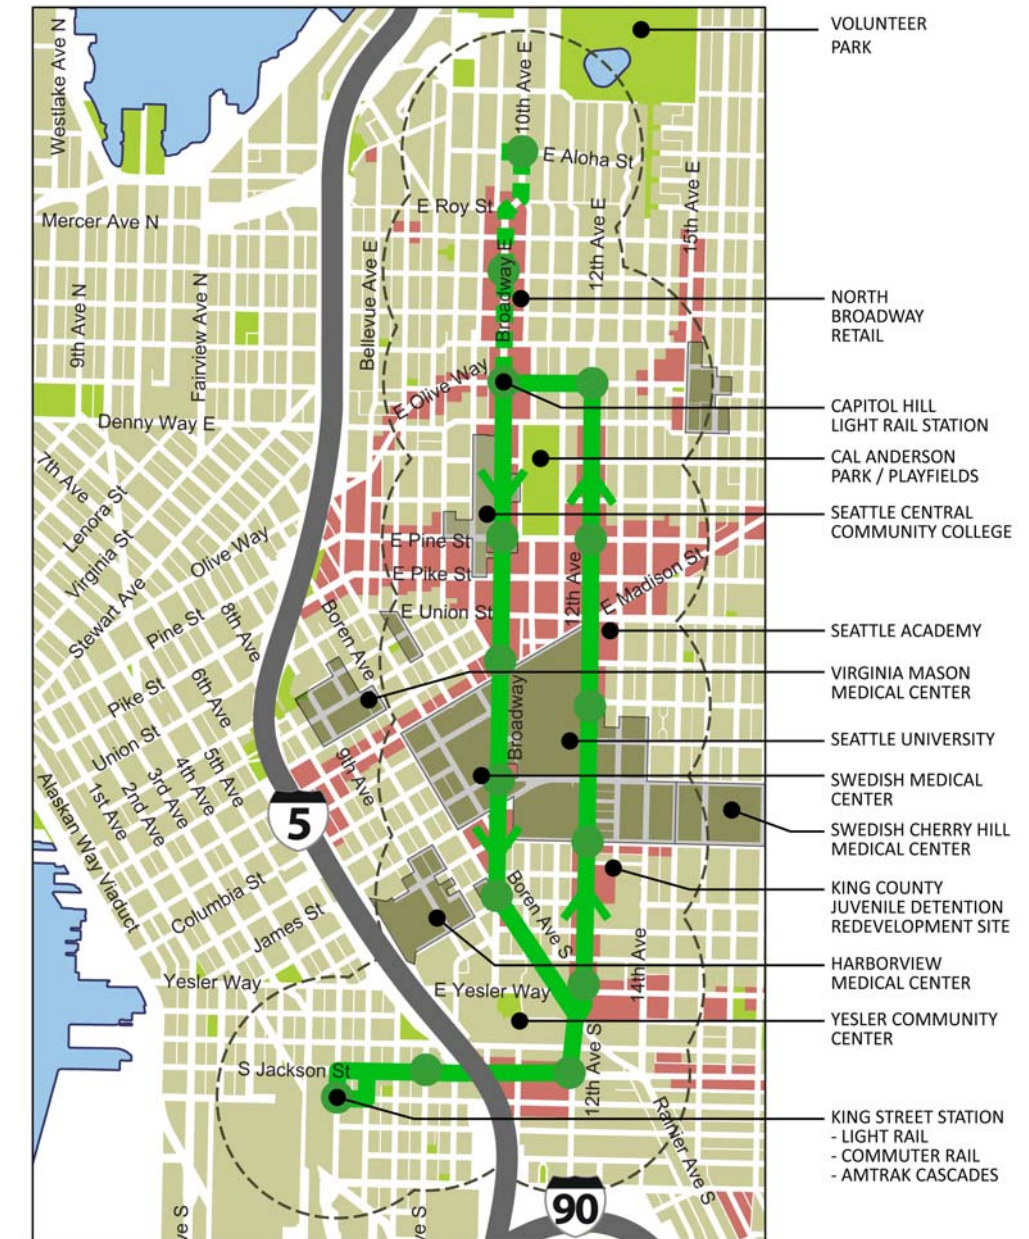 VOLUNTEER
PARK
NORTH
BROADWAY
RETAIL
CAPITOL HILL
LIGHT RAIL STATION
CAL ANDERSON
PARK / PLAYFIELDS
SEATTLE CENTRAL
COMMUNITY COLLEGE
SEATTLE ACADEMY
VIRGINIA MASON
MEDICAL CENTER
SEATTLE UNIVERSITY
SWEDISH MEDICAL
CENTER
SWEDISH CHERRY HILL
MEDICAL CENTER
KING COUNTY
JUVENILE DETENTION
REDEVELOPMENT SITE
HARBORVIEW
MEDICAL CENTER
YESLER COMMUNITY
CENTER
KING STREET STATION
- LIGHT RAIL
- COMMUTER RAIL
- AMTRAK CASCADES
Westlake Ave N
10th Ave E
E Aloha St
E Roy St
Mercer Ave N
12th Ave E
15th Ave E
Bellevue Ave E
Broadway E
9th Ave N
Fairview Ave N
E Olive Way
Denny Way E
7th Ave
Lenora St
Virginia St
Stewart Ave
Olive Way
E Pine St
E Pike St
E Union St
12th Ave
E Madison St
Pine St
8th Ave
Boren Ave
Pike St
6th Ave
Union St
5th Ave
4th Ave
3rd Ave
2nd Ave
1st Ave
Alaskan Way Viaduct
9th Ave
Broadway
5
Columbia St
James St
Boren Ave S
14th Ave
Yesler Way
E Yesler Way
S Jackson St
12th Ave S
Rainier Ave S
90
ve S
ve S